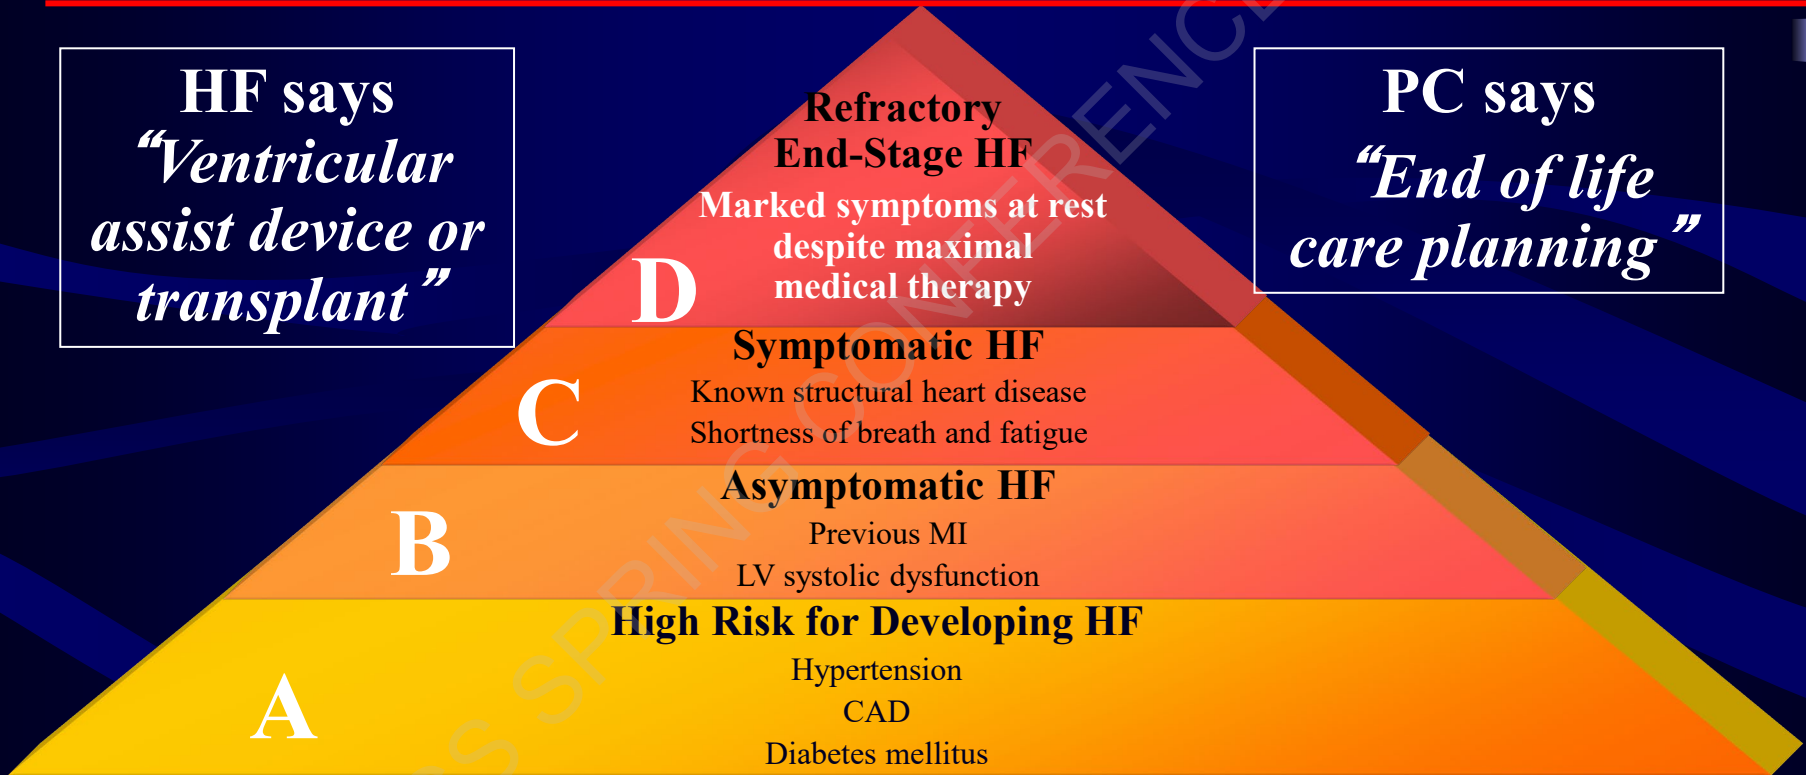 HF says
“Ventricular
assist device or
transplant”
PC says
“End of life
care planning”
Refractory
End-Stage HF
Marked symptoms at rest
despite maximal
medical therapy
D
Symptomatic HF
Known structural heart disease
Shortness of breath and fatigue
C
Asymptomatic HF
Previous MI
LV systolic dysfunction
B
High Risk for Developing HF
Hypertension
CAD
Diabetes mellitus
A
SPRING CONFERENCE